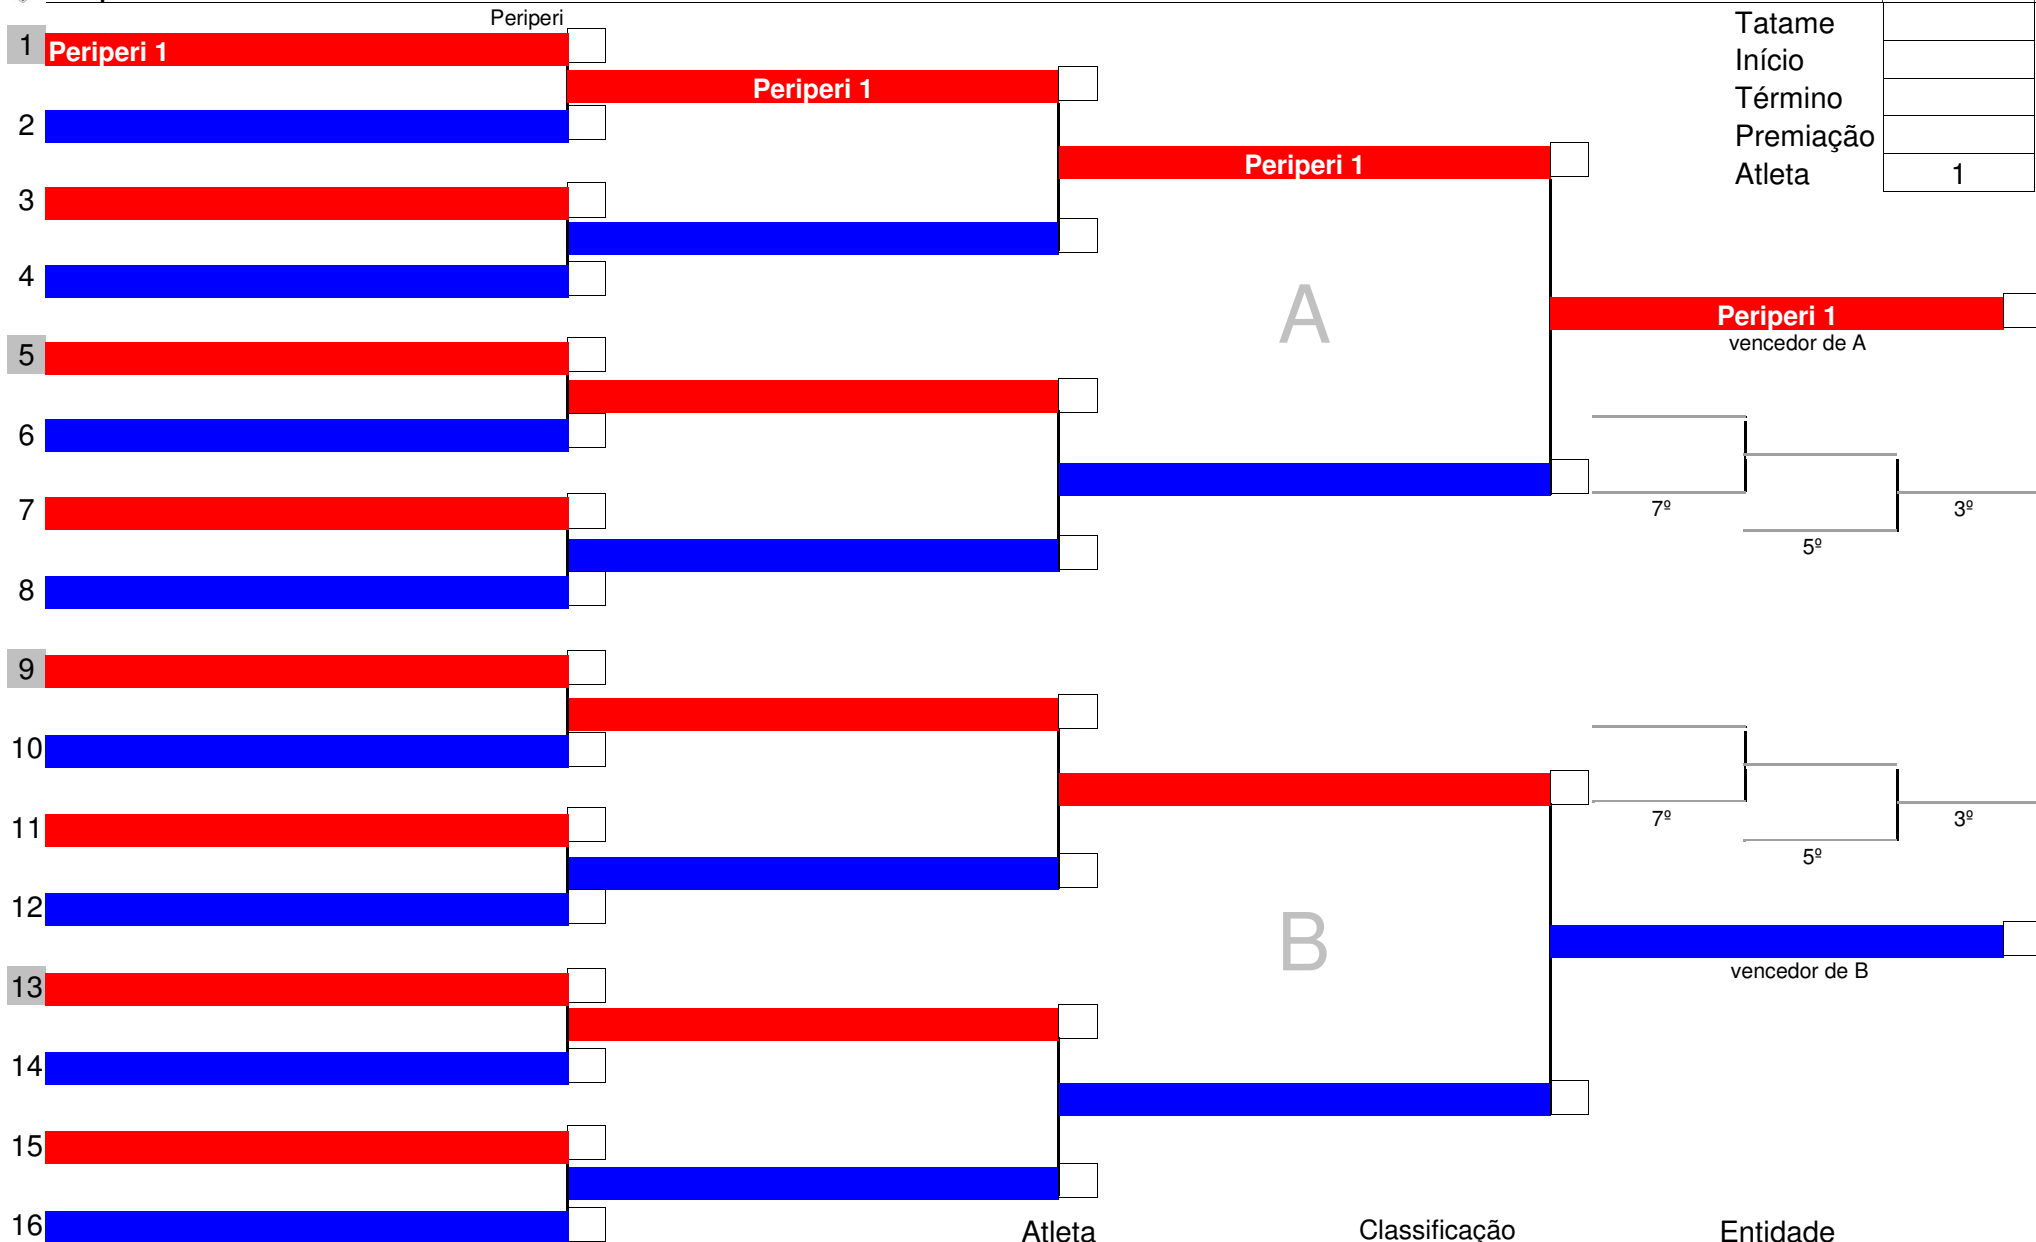 Periperi
1 Periperi 1
Tatame
Início
Periperi 1
Término
2
Premiação
Periperi 1
Atleta 1
3
4
A
Periperi 1
vencedor de A
5
6
7
7º 3º
5º
8
9
10
11
7º 3º
5º
12
B
vencedor de B
13
14
15
16
Atleta Classificação Entidade